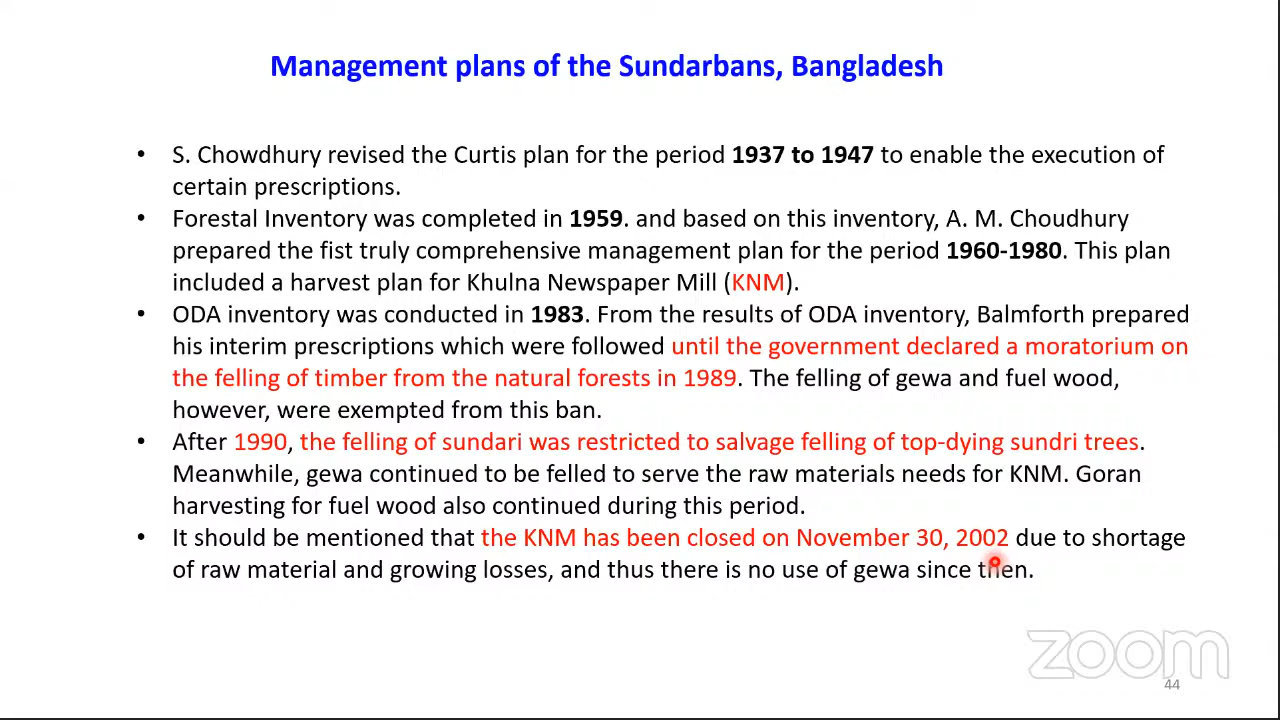 Management plans of the Sundarbans, Bangladesh
• S. Chowdhury revised the Curtis plan for the period 1937 to 1947 to enable the execution of
certain prescriptions.
• Forestal Inventory was completed in 1959. and based on this inventory, A. M. Choudhury
prepared the fist truly comprehensive management plan for the period 1960-1980. This plan
included a harvest plan for Khulna Newspaper Mill (KNM).
• ODA inventory was conducted in 1983. From the results of ODA inventory, Balmforth prepared
his interim prescriptions which were followed until the government declared a moratorium on
the felling of timber from the natural forests in 1989. The felling of gewa and fuel wood,
however, were exempted from this ban.
• After 1990, the felling of sundari was restricted to salvage felling of top-dying sundri trees.
Meanwhile, gewa continued to be felled to serve the raw materials needs for KNM. Goran
harvesting for fuel wood also continued during this period.
• It should be mentioned that the KNM has been closed on November 30, 2002 due to shortage
of raw material and growing losses, and thus there is no use of gewa since then.
zoom
44